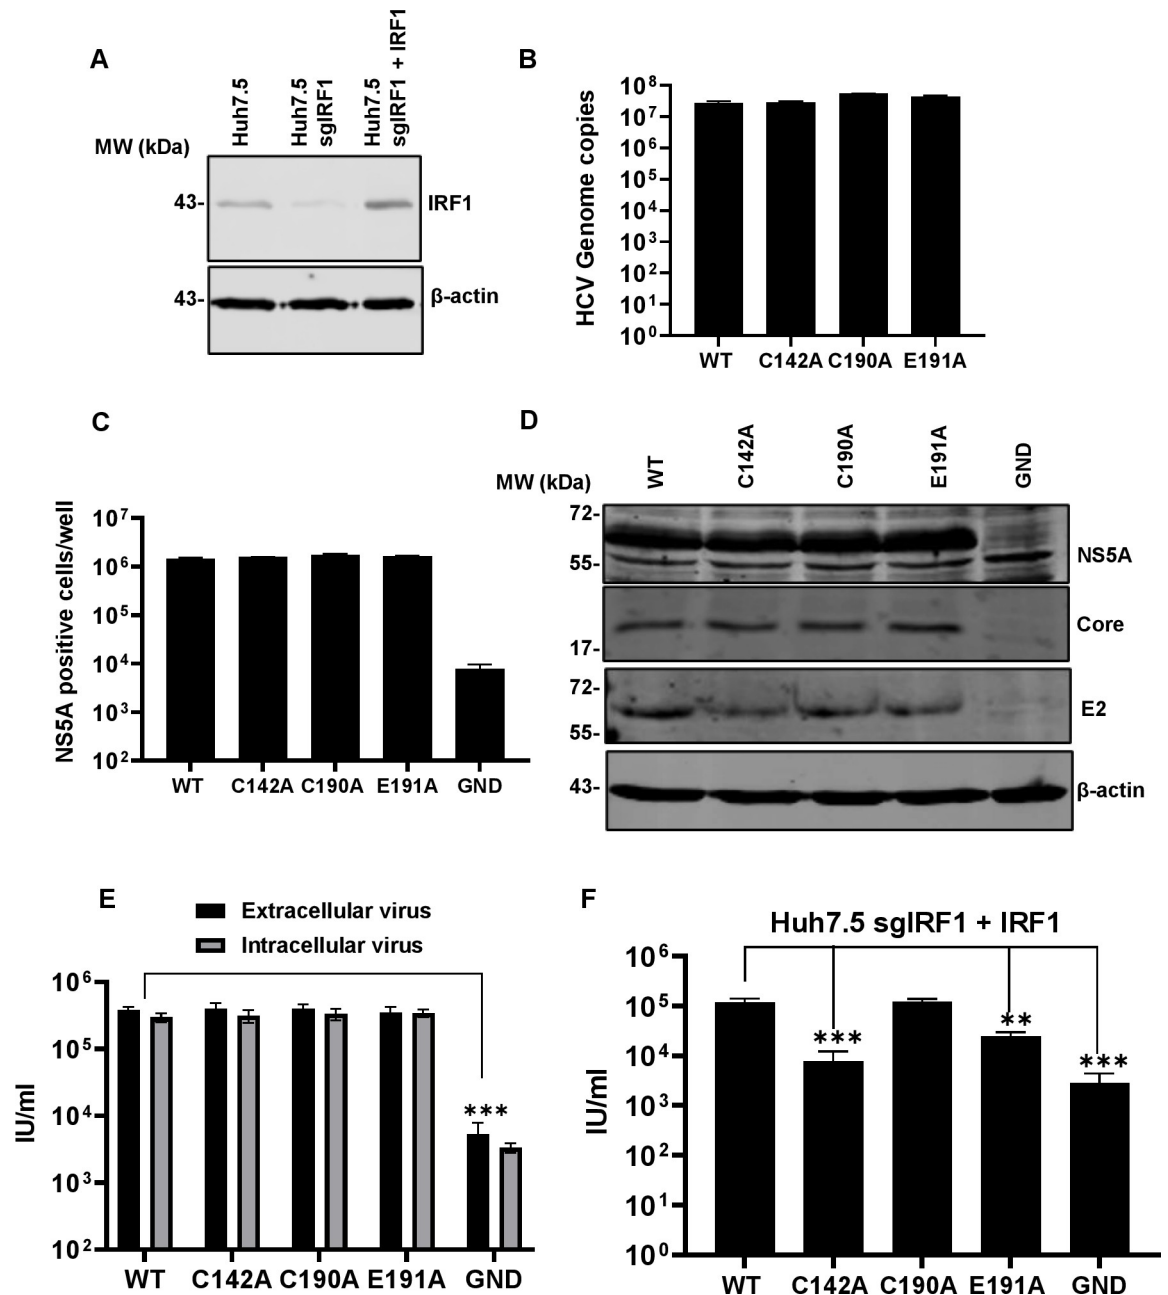 A
Huh7.5
Huh7.5
sgIRF1
Huh7.5
sgIRF1 + IRF1
MW (kDa)
43-
IRF1
43-
β-actin
B
HCV Genome copies
10⁸
10⁷
10⁶
10⁵
10⁴
10³
10²
10¹
10⁰
WT C142A C190A E191A
C
NS5A positive cells/well
10⁷
10⁶
10⁵
10⁴
10³
10²
WT C142A C190A E191A GND
D
WT C142A C190A E191A GND
MW (kDa)
72-
55-
NS5A
Core
17-
72-
E2
55-
43-
β-actin
E
Extracellular virus
Intracellular virus
IU/ml
10⁶
10⁵
10⁴
10³
10²
***
WT C142A C190A E191A GND
F
Huh7.5 sgIRF1 + IRF1
IU/ml
10⁶
10⁵
10⁴
10³
10²
10¹
10⁰
*** ** ***
WT C142A C190A E191A GND